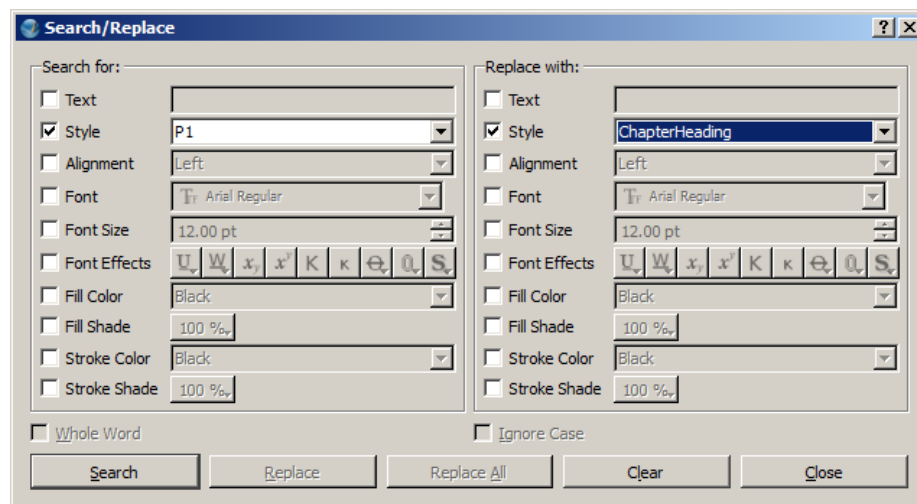 Search/Replace
Search for:
Text
Style P1
Alignment Left
Font Arial Regular
Font Size 12.00 pt
Font Effects
Fill Color Black
Fill Shade 100 %
Stroke Color Black
Stroke Shade 100 %
Whole Word
Replace with:
Text
Style ChapterHeading
Alignment Left
Font Arial Regular
Font Size 12.00 pt
Font Effects
Fill Color Black
Fill Shade 100 %
Stroke Color Black
Stroke Shade 100 %
Ignore Case
Search Replace Replace All Clear Close